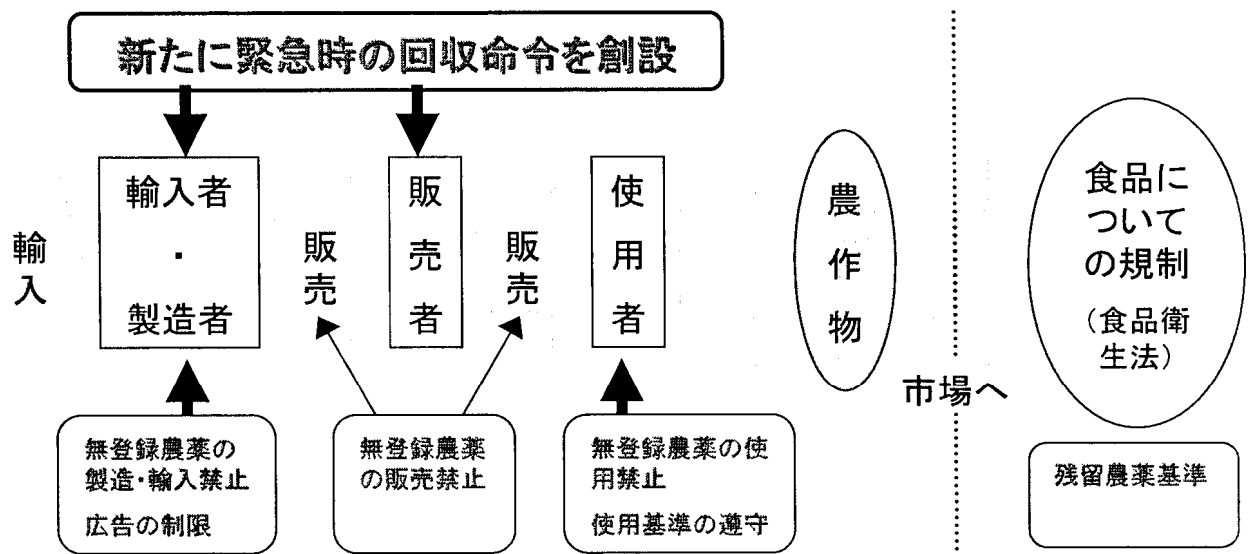 新たに緊急時の回収命令を創設
輸入
輸入者
・
製造者
販売
販売者
販売
使用者
農作物
市場へ
食品に
ついて
の規制
（食品衛
生法）
無登録農薬の
製造・輸入禁止
広告の制限
無登録農薬
の販売禁止
無登録農薬の使
用禁止
使用基準の遵守
残留農薬基準